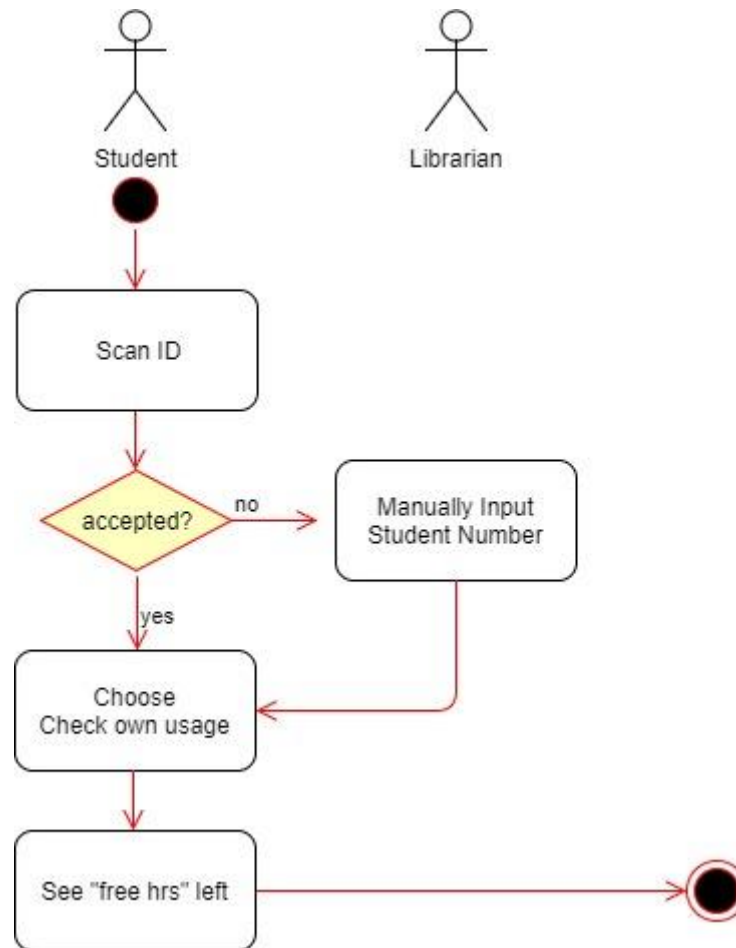 Student
Librarian
Scan ID
accepted?
no
Manually Input
Student Number
yes
Choose
Check own usage
See "free hrs" left